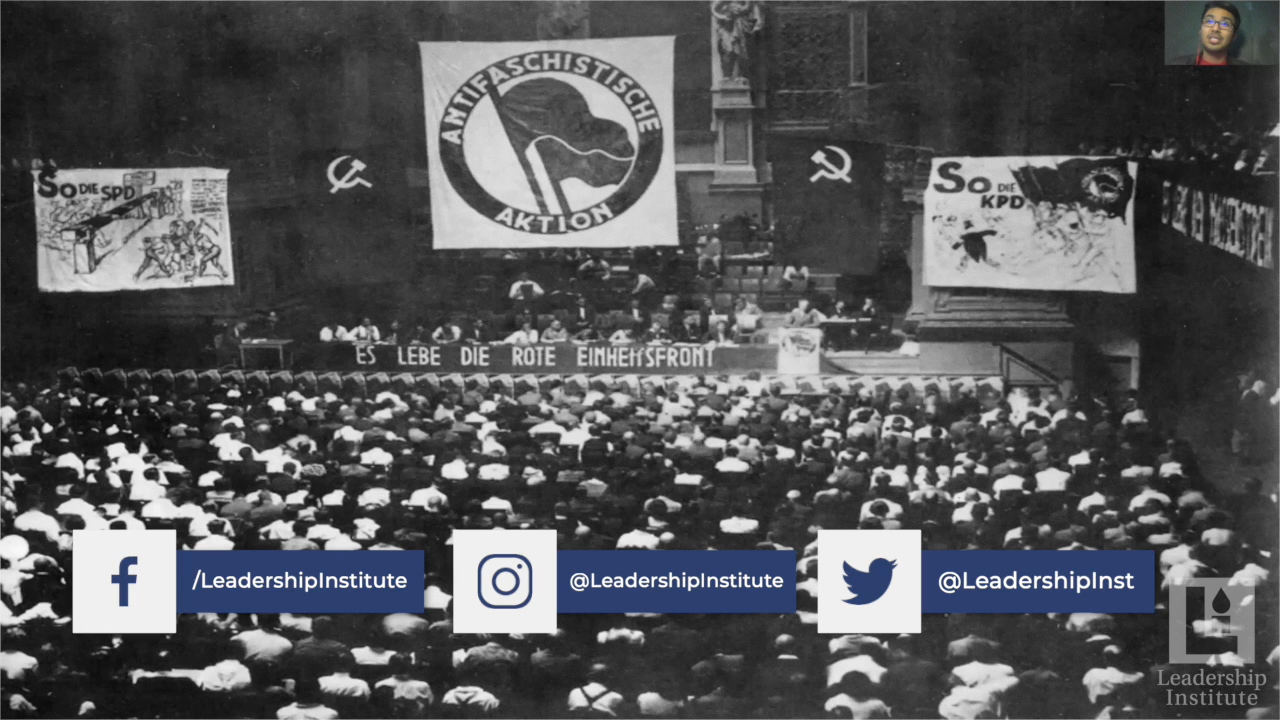 ANTIFASCHISTISCHE
AKTION
SO DIE SPD
SO DIE
KPD
ES LEBE DIE ROTE EINHEITSFRONT
/LeadershipInstitute
@LeadershipInstitute
@LeadershipInst
Leadership
Institute